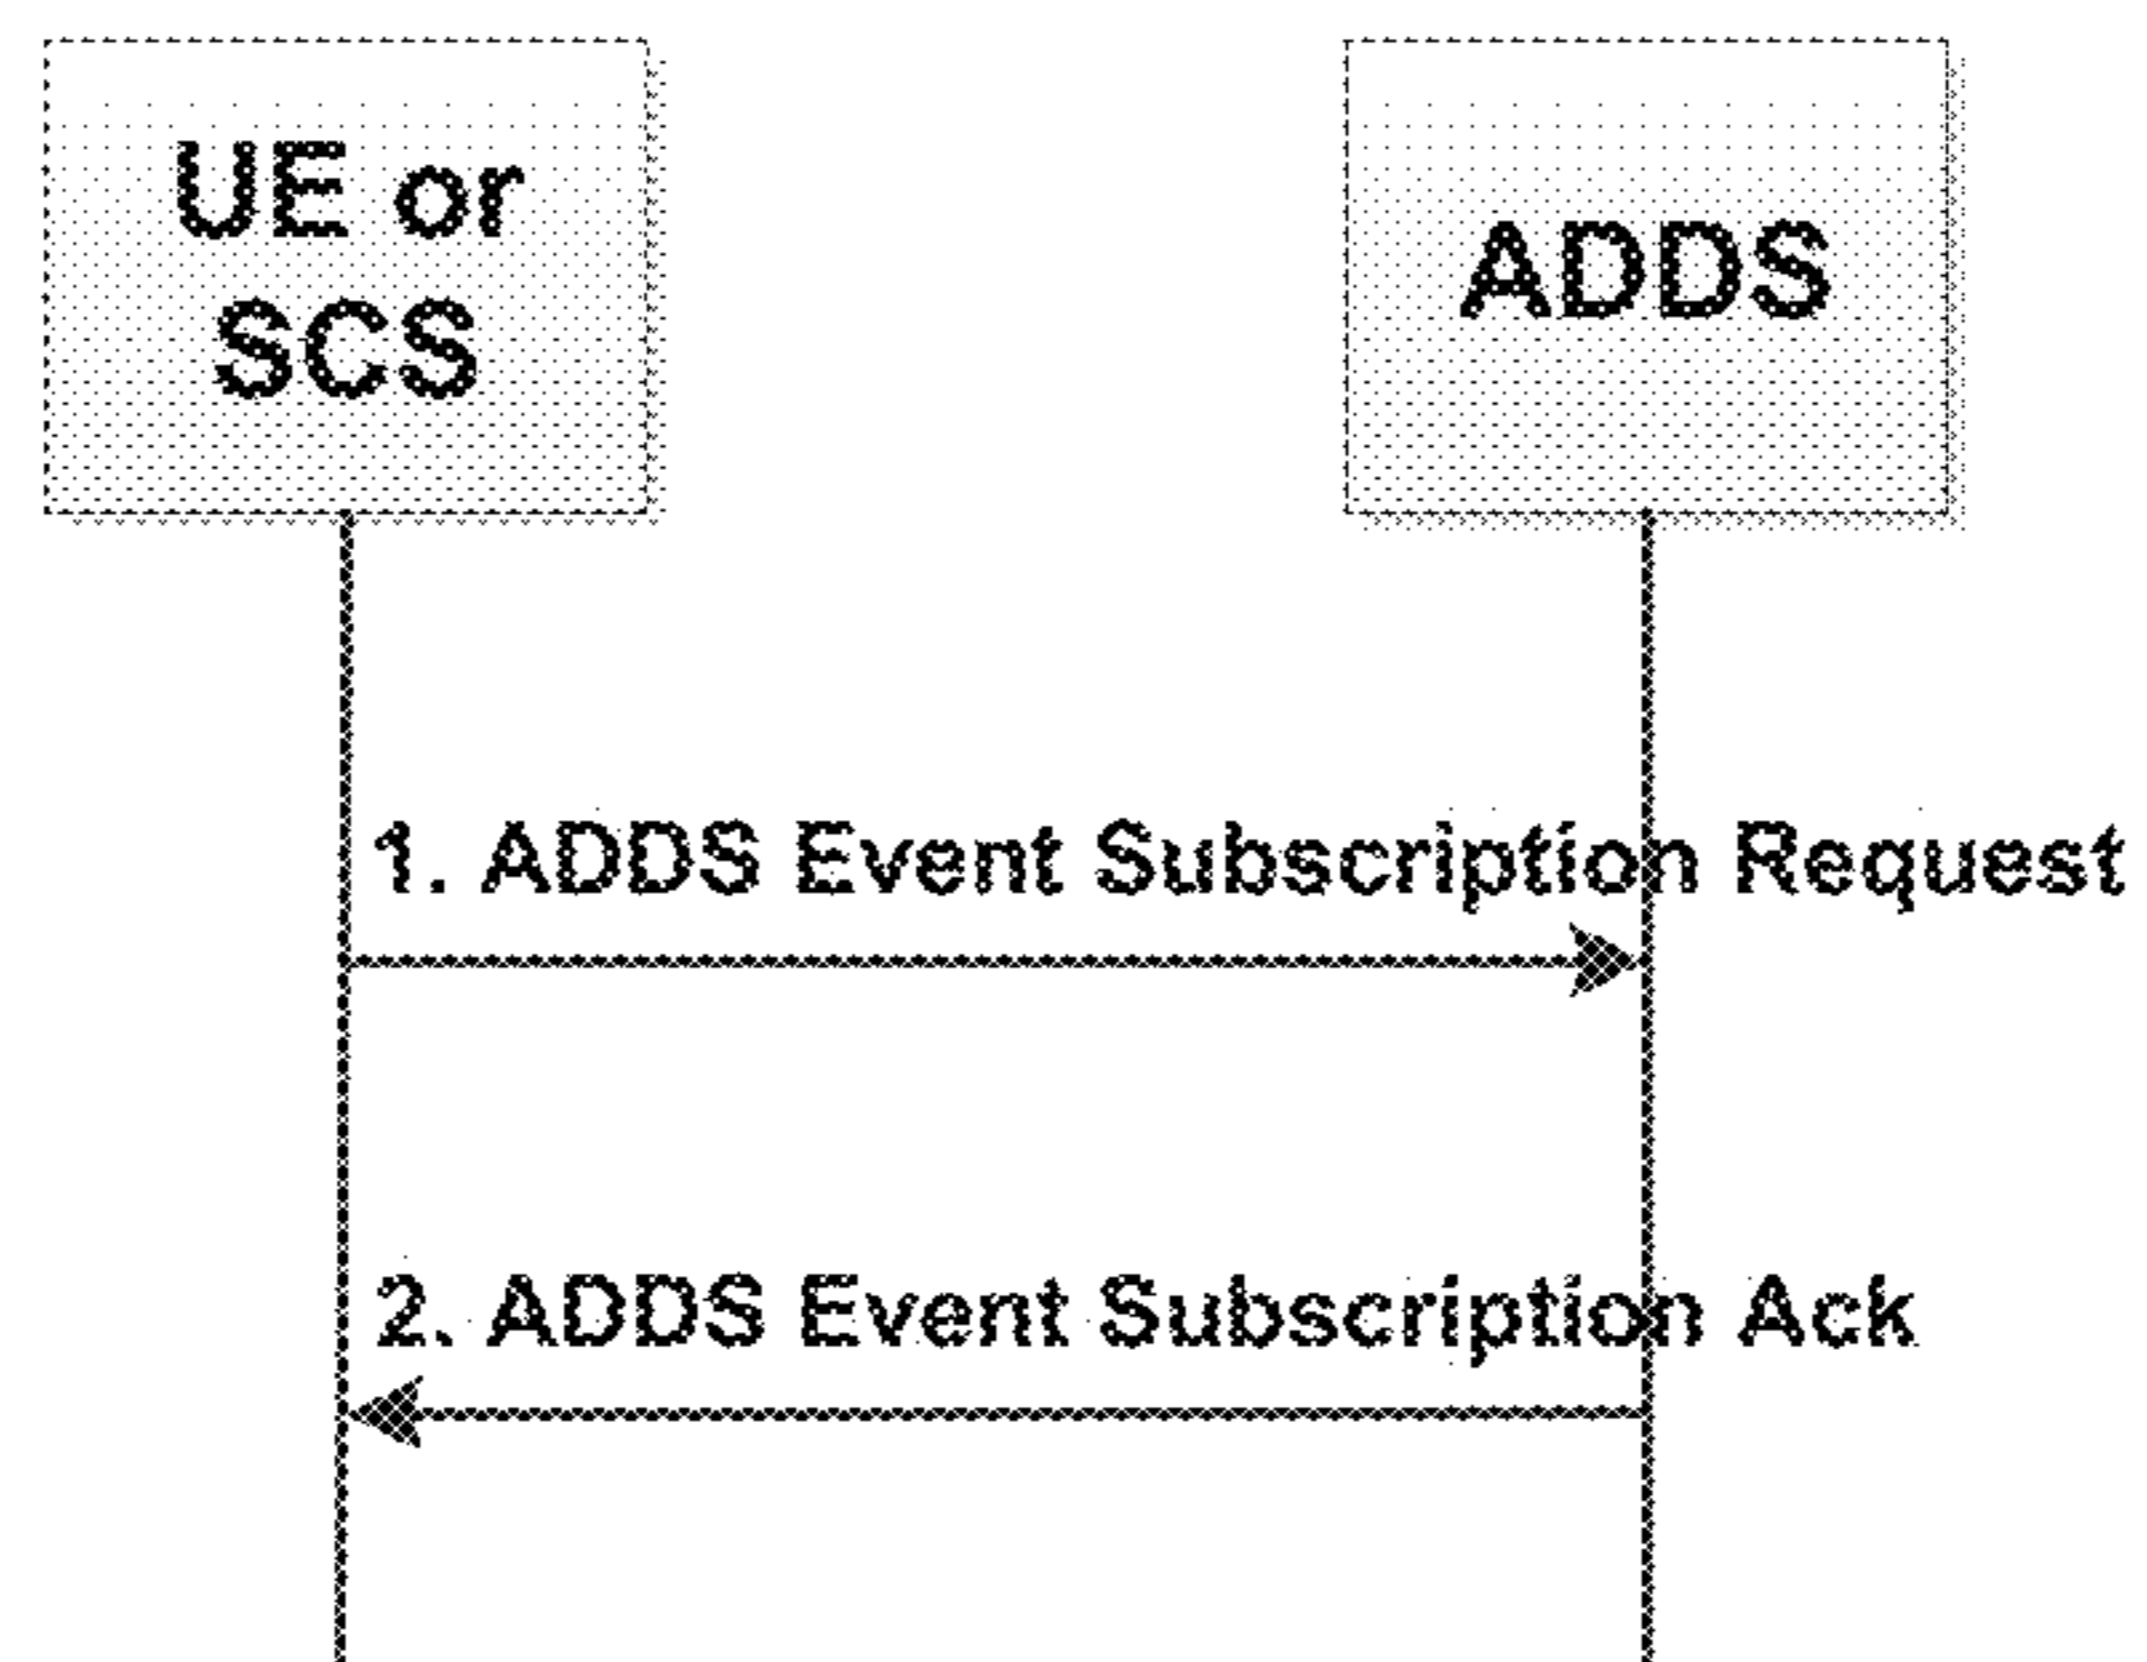 UE or
SCS
ADDS
1. ADDS Event Subscription Request
2. ADDS Event Subscription Ack